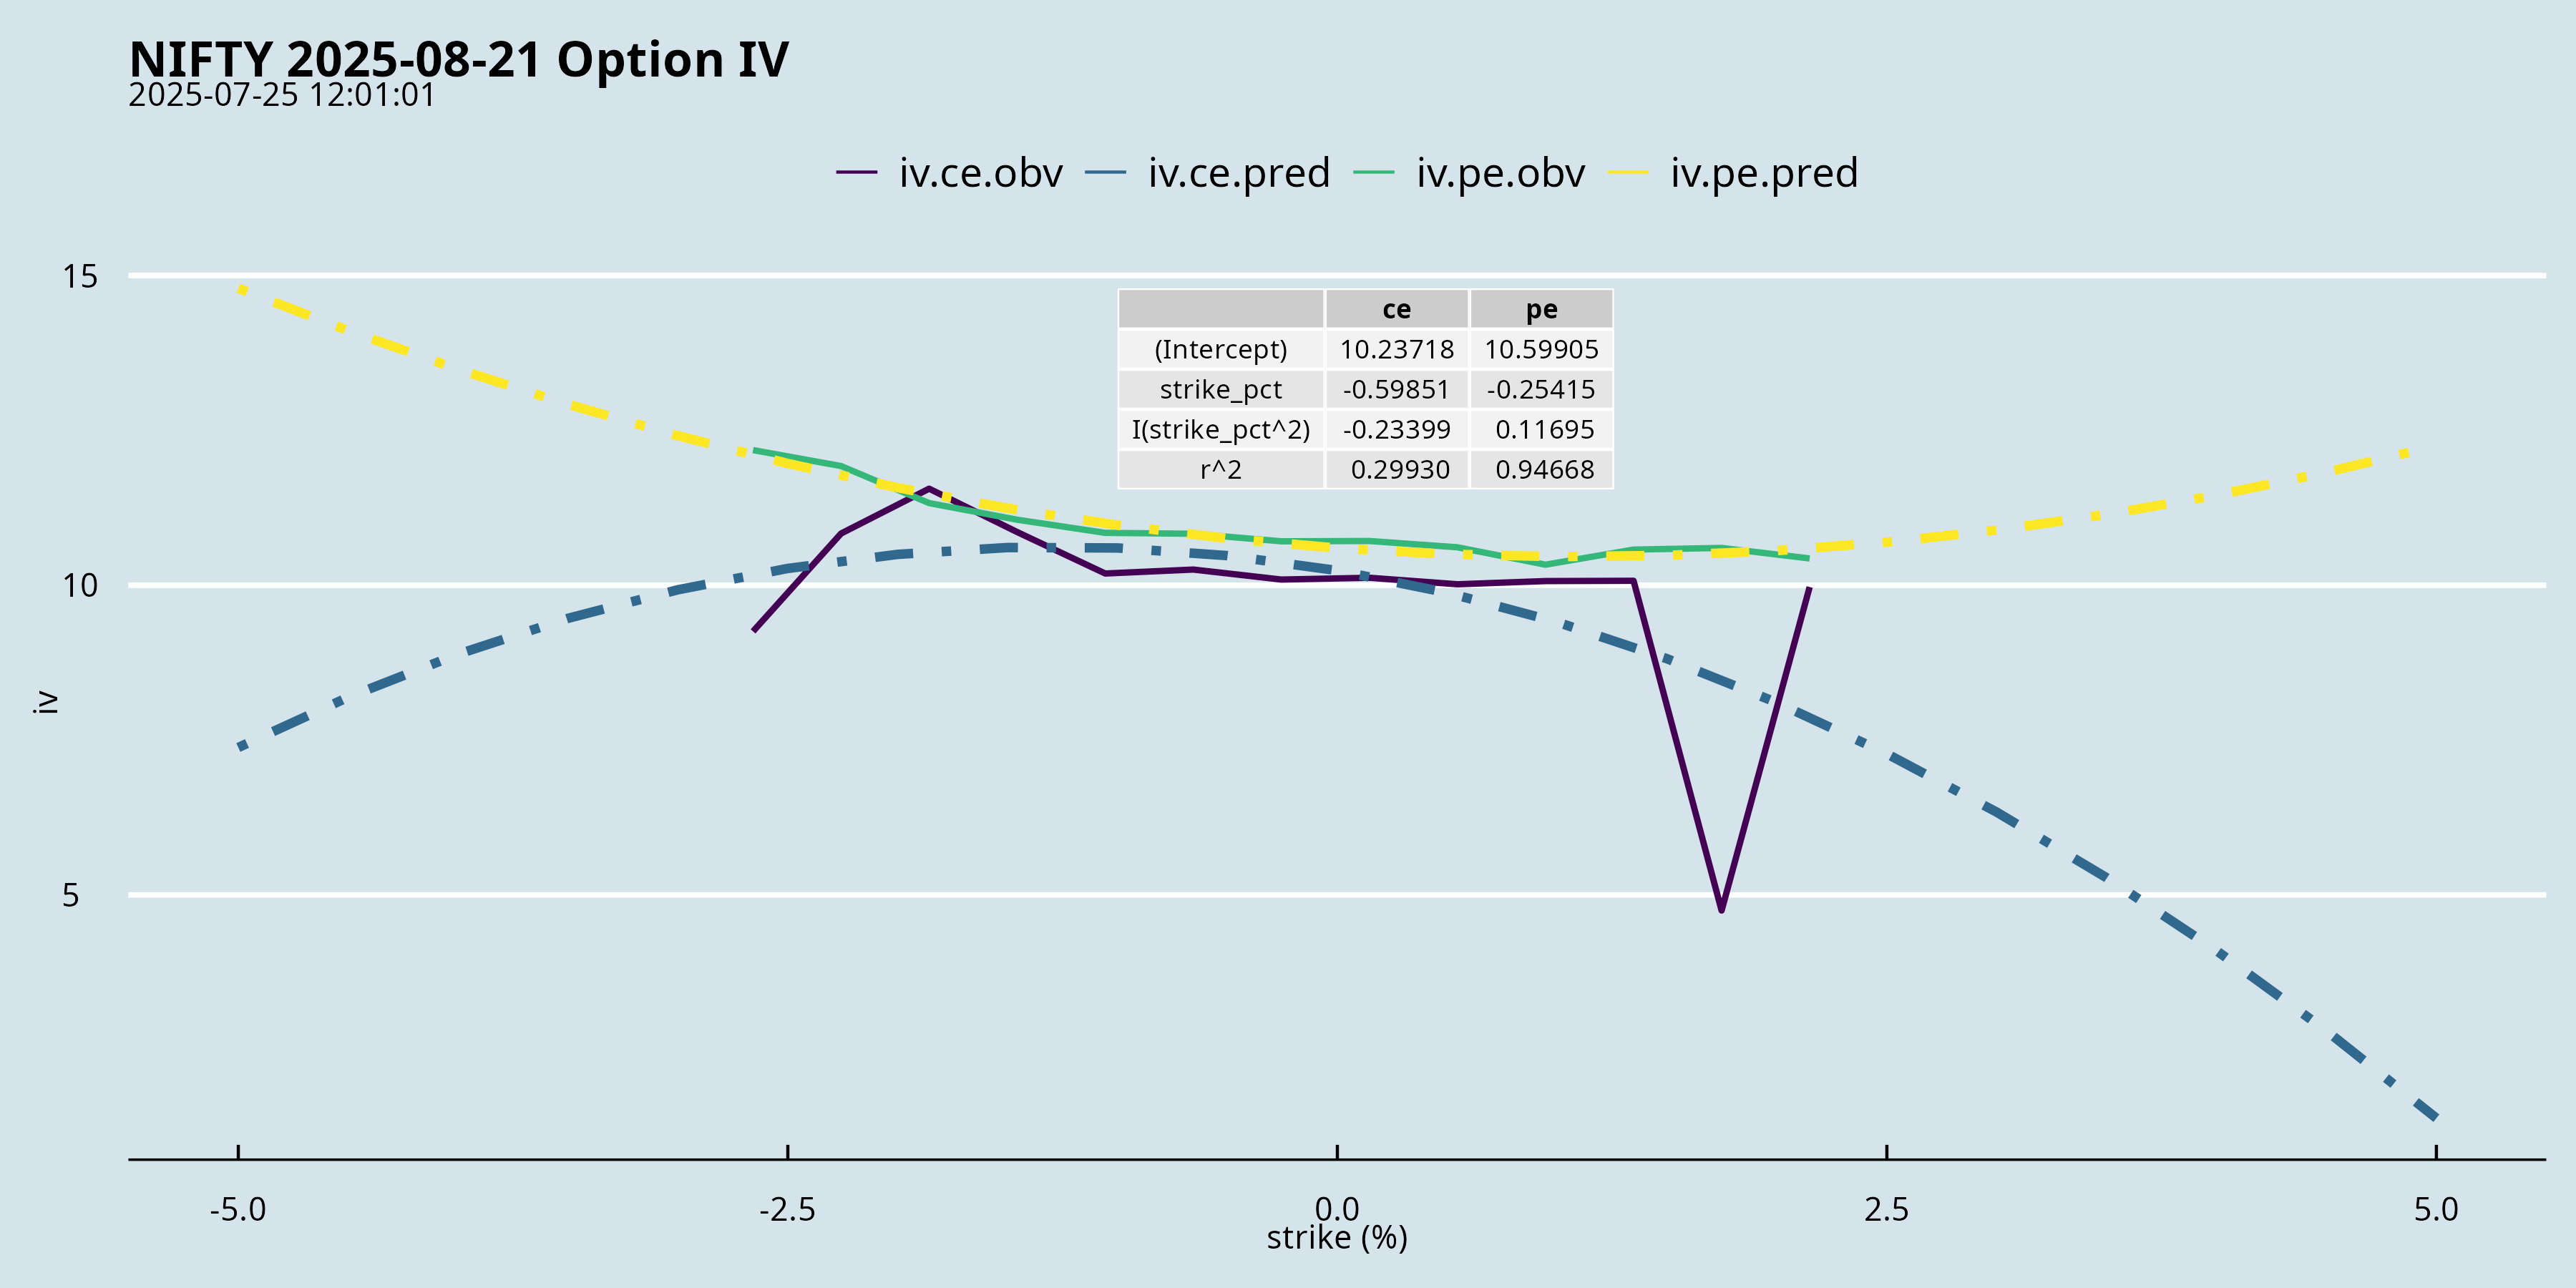 NIFTY 2025-08-21 Option IV
2025-07-25 12:01:01
iv.ce.obv iv.ce.pred iv.pe.obv iv.pe.pred
15
ce pe
(Intercept) 10.23718 10.59905
strike_pct -0.59851 -0.25415
I(strike_pct^2) -0.23399 0.11695
r^2 0.29930 0.94668
10
iv
5
-5.0 -2.5 0.0 2.5 5.0
strike (%)